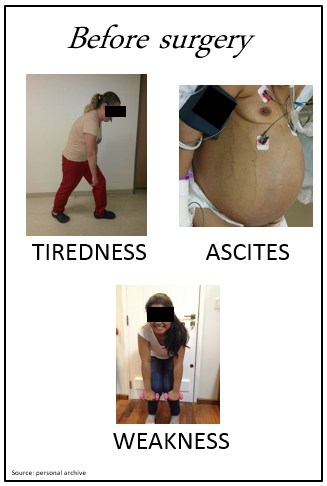 Before surgery
TIREDNESS
ASCITES
WEAKNESS
Source: personal archive